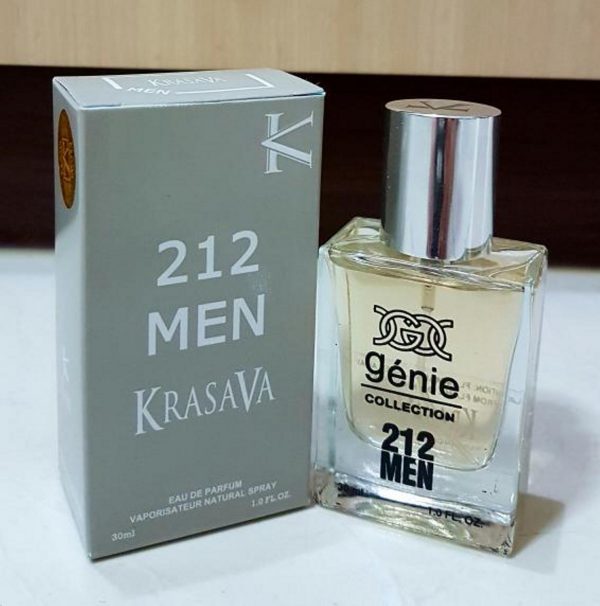 KRASAVA
MEN
K
212
MEN
KRASAVA
EAU DE PARFUM
VAPORISATEUR NATURAL SPRAY
30ml 1.0 FL.OZ.
génie
COLLECTION
212
MEN
1.0 FL. OZ.